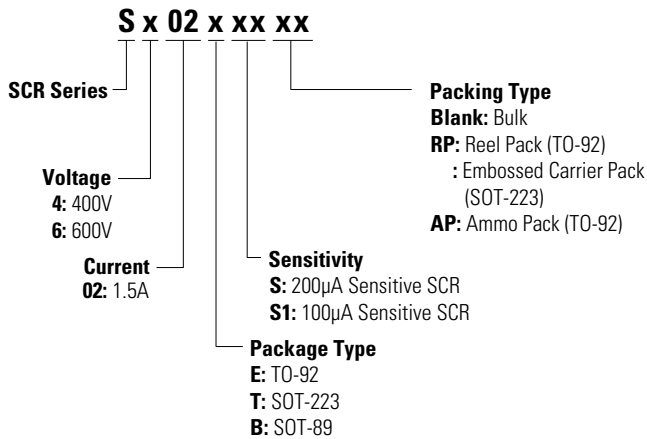 S x 02 x xx xx
SCR Series
Voltage
4: 400V
6: 600V
Current
02: 1.5A
Package Type
E: TO-92
T: SOT-223
B: SOT-89
Sensitivity
S: 200µA Sensitive SCR
S1: 100µA Sensitive SCR
Packing Type
Blank: Bulk
RP: Reel Pack (TO-92)
: Embossed Carrier Pack
(SOT-223)
AP: Ammo Pack (TO-92)